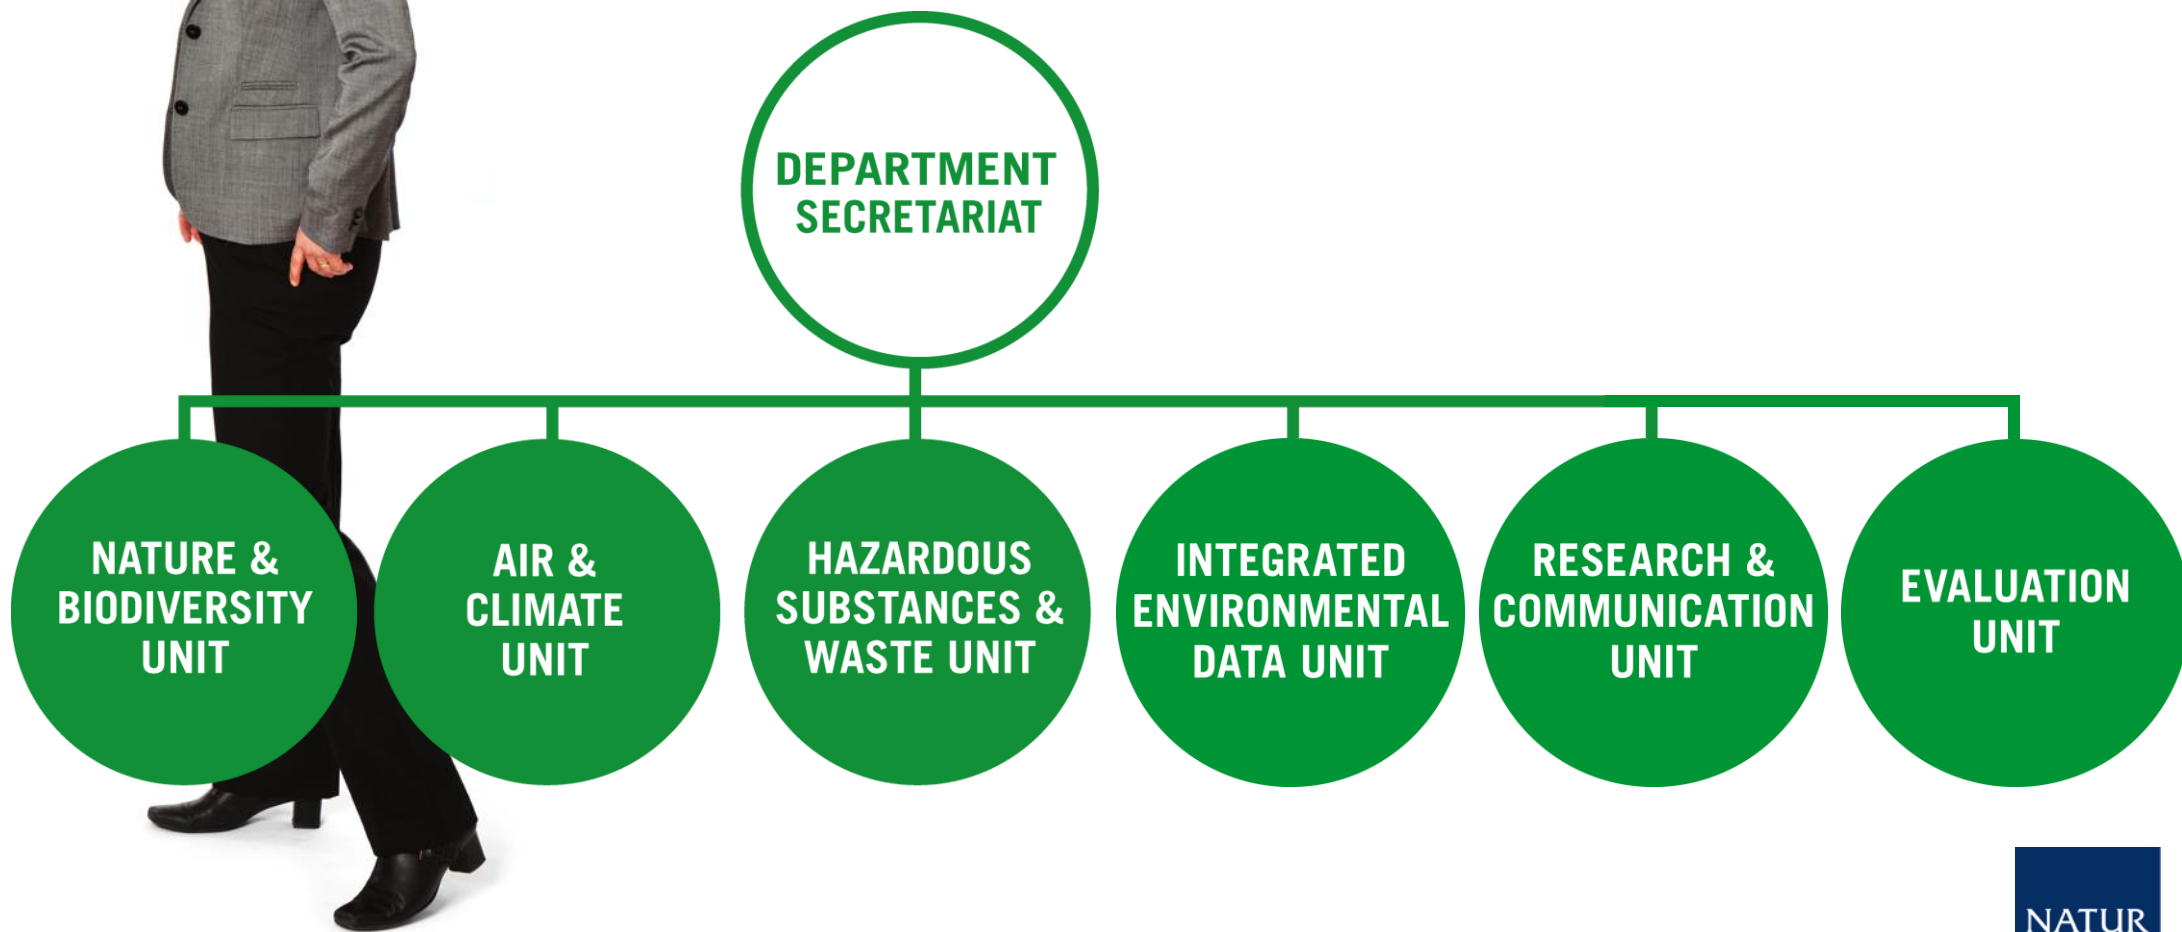 DEPARTMENT
SECRETARIAT
NATURE &
BIODIVERSITY
UNIT
AIR &
CLIMATE
UNIT
HAZARDOUS
SUBSTANCES &
WASTE UNIT
INTEGRATED
ENVIRONMENTAL
DATA UNIT
RESEARCH &
COMMUNICATION
UNIT
EVALUATION
UNIT
NATUR